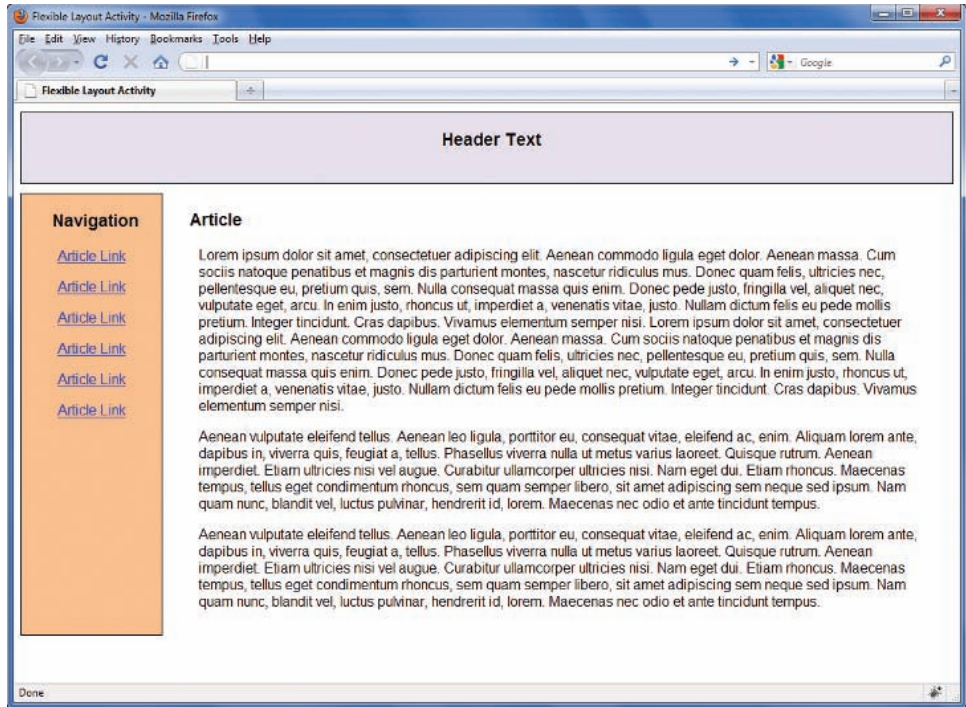 Flexible Layout Activity - Mozilla Firefox
File Edit View History Bookmarks Tools Help
Google
Flexible Layout Activity
Header Text
Navigation
Article Link
Article Link
Article Link
Article Link
Article Link
Article Link
Article
Lorem ipsum dolor sit amet, consectetuer adipiscing elit. Aenean commodo ligula eget dolor. Aenean massa. Cum
sociis natoque penatibus et magnis dis parturient montes, nascetur ridiculus mus. Donec quam felis, ultricies nec,
pellentesque eu, pretium quis, sem. Nulla consequat massa quis enim. Donec pede justo, fringilla vel, aliquet nec,
vulputate eget, arcu. In enim justo, rhoncus ut, imperdiet a, venenatis vitae, justo. Nullam dictum felis eu pede mollis
pretium. Integer tincidunt. Cras dapibus. Vivamus elementum semper nisi. Lorem ipsum dolor sit amet, consectetuer
adipiscing elit. Aenean commodo ligula eget dolor. Aenean massa. Cum sociis natoque penatibus et magnis dis
parturient montes, nascetur ridiculus mus. Donec quam felis, ultricies nec, pellentesque eu, pretium quis, sem. Nulla
consequat massa quis enim. Donec pede justo, fringilla vel, aliquet nec, vulputate eget, arcu. In enim justo, rhoncus ut,
imperdiet a, venenatis vitae, justo. Nullam dictum felis eu pede mollis pretium. Integer tincidunt. Cras dapibus. Vivamus
elementum semper nisi.
Aenean vulputate eleifend tellus. Aenean leo ligula, porttitor eu, consequat vitae, eleifend ac, enim. Aliquam lorem ante,
dapibus in, viverra quis, feugiat a, tellus. Phasellus viverra nulla ut metus varius laoreet. Quisque rutrum. Aenean
imperdiet. Etiam ultricies nisi vel augue. Curabitur ullamcorper ultricies nisi. Nam eget dui. Etiam rhoncus. Maecenas
tempus, tellus eget condimentum rhoncus, sem quam semper libero, sit amet adipiscing sem neque sed ipsum. Nam
quam nunc, blandit vel, luctus pulvinar, hendrerit id, lorem. Maecenas nec odio et ante tincidunt tempus.
Aenean vulputate eleifend tellus. Aenean leo ligula, porttitor eu, consequat vitae, eleifend ac, enim. Aliquam lorem ante,
dapibus in, viverra quis, feugiat a, tellus. Phasellus viverra nulla ut metus varius laoreet. Quisque rutrum. Aenean
imperdiet. Etiam ultricies nisi vel augue. Curabitur ullamcorper ultricies nisi. Nam eget dui. Etiam rhoncus. Maecenas
tempus, tellus eget condimentum rhoncus, sem quam semper libero, sit amet adipiscing sem neque sed ipsum. Nam
quam nunc, blandit vel, luctus pulvinar, hendrerit id, lorem. Maecenas nec odio et ante tincidunt tempus.
Done